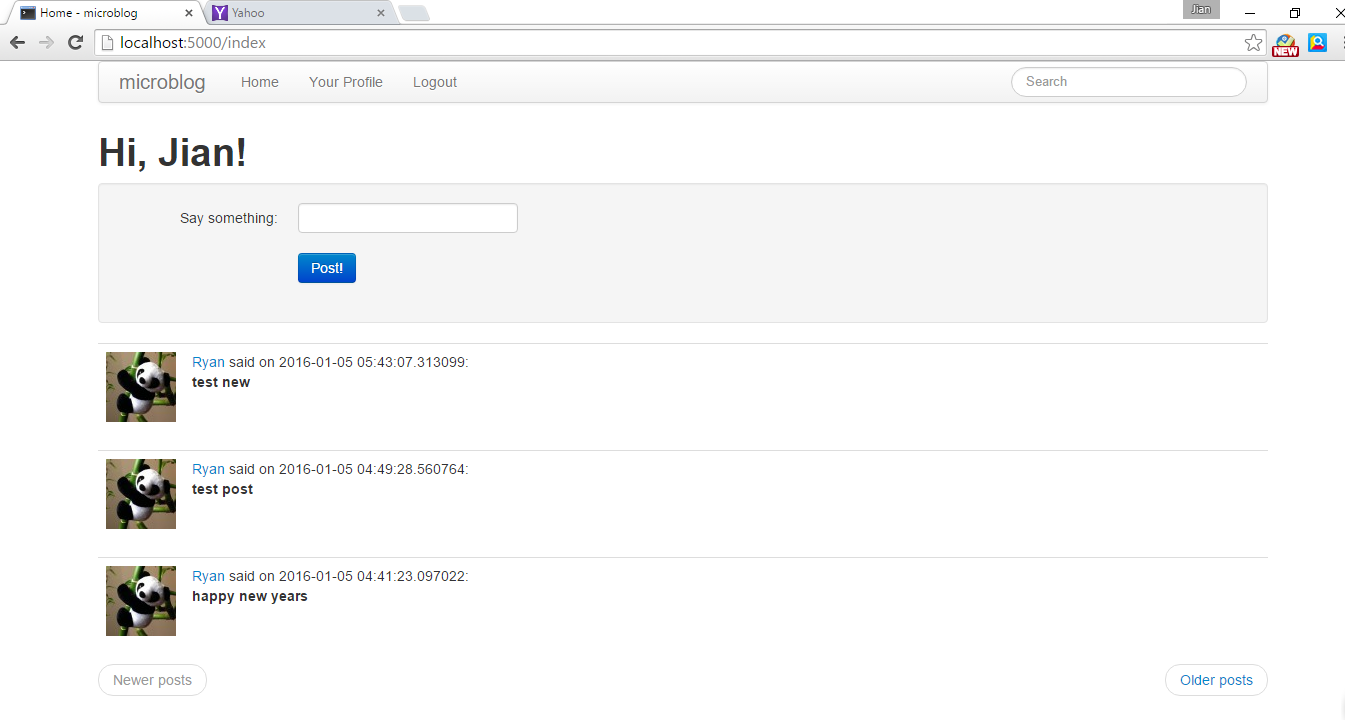 Home - microblog
Yahoo
Jian
localhost:5000/index
NEW
microblog Home Your Profile Logout Search
Hi, Jian!
Say something:
Post!
Ryan said on 2016-01-05 05:43:07.313099:
test new
Ryan said on 2016-01-05 04:49:28.560764:
test post
Ryan said on 2016-01-05 04:41:23.097022:
happy new years
Newer posts Older posts